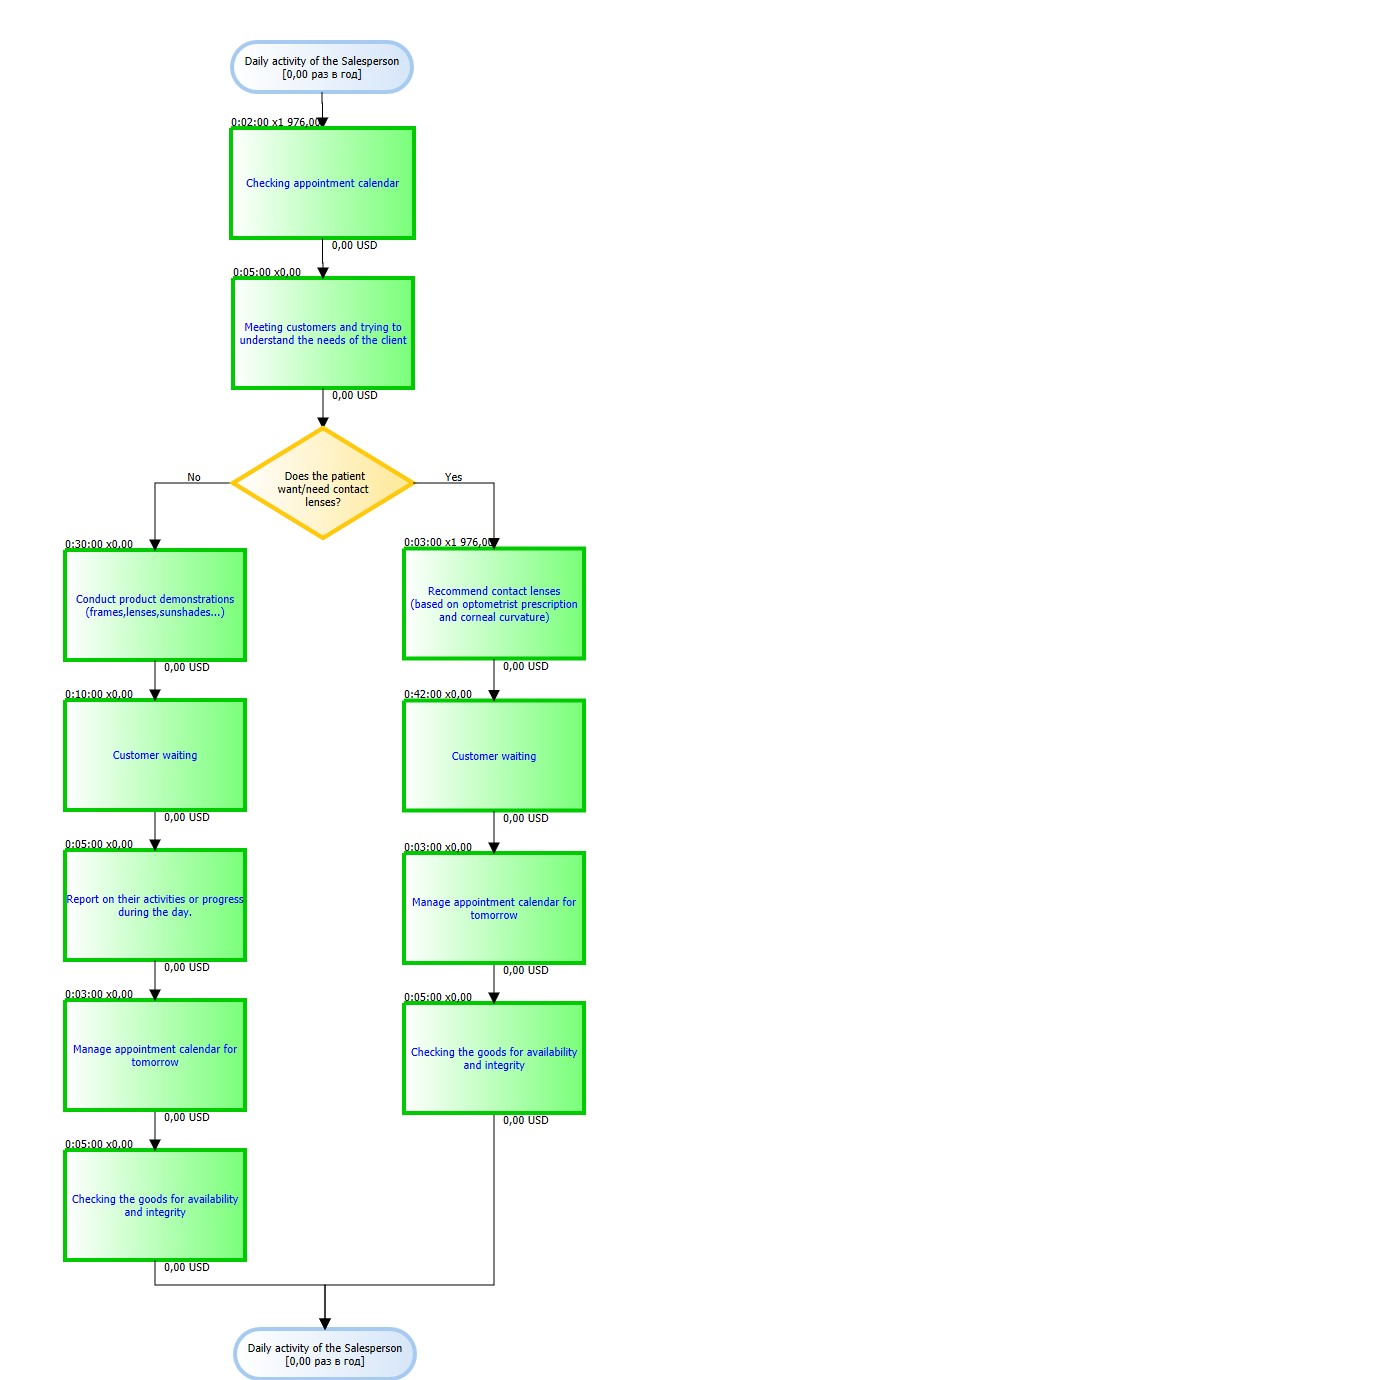 Daily activity of the Salesperson
[0,00 раз в год]
0:02:00 x1 976,00
Checking appointment calendar
0,00 USD
0:05:00 x0,00
Meeting customers and trying to
understand the needs of the client
0,00 USD
Does the patient
want/need contact
lenses?
No
Yes
0:30:00 x0,00
Conduct product demonstrations
(frames,lenses,sunshades...)
0,00 USD
0:10:00 x0,00
Customer waiting
0,00 USD
0:05:00 x0,00
Report on their activities or progress
during the day.
0,00 USD
0:03:00 x0,00
Manage appointment calendar for
tomorrow
0,00 USD
0:05:00 x0,00
Checking the goods for availability
and integrity
0,00 USD
0:03:00 x1 976,00
Recommend contact lenses
(based on optometrist prescription
and corneal curvature)
0,00 USD
0:42:00 x0,00
Customer waiting
0,00 USD
0:03:00 x0,00
Manage appointment calendar for
tomorrow
0,00 USD
0:05:00 x0,00
Checking the goods for availability
and integrity
0,00 USD
Daily activity of the Salesperson
[0,00 раз в год]